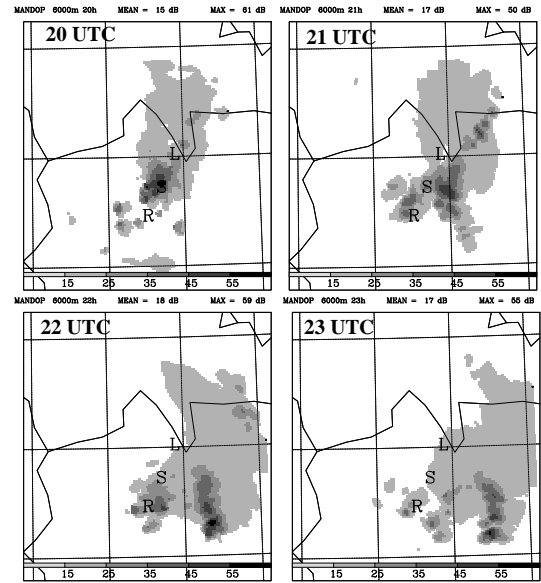 MANDOP 6000m 20h MEAN = 15 dB MAX = 61 dB
20 UTC
L
S
R
15 25 35 45 55
MANDOP 6000m 21h MEAN = 17 dB MAX = 50 dB
21 UTC
L
S
R
15 25 35 45 55
MANDOP 6000m 22h MEAN = 18 dB MAX = 59 dB
22 UTC
L
S
R
15 25 35 45 55
MANDOP 6000m 23h MEAN = 17 dB MAX = 55 dB
23 UTC
L
S
R
15 25 35 45 55